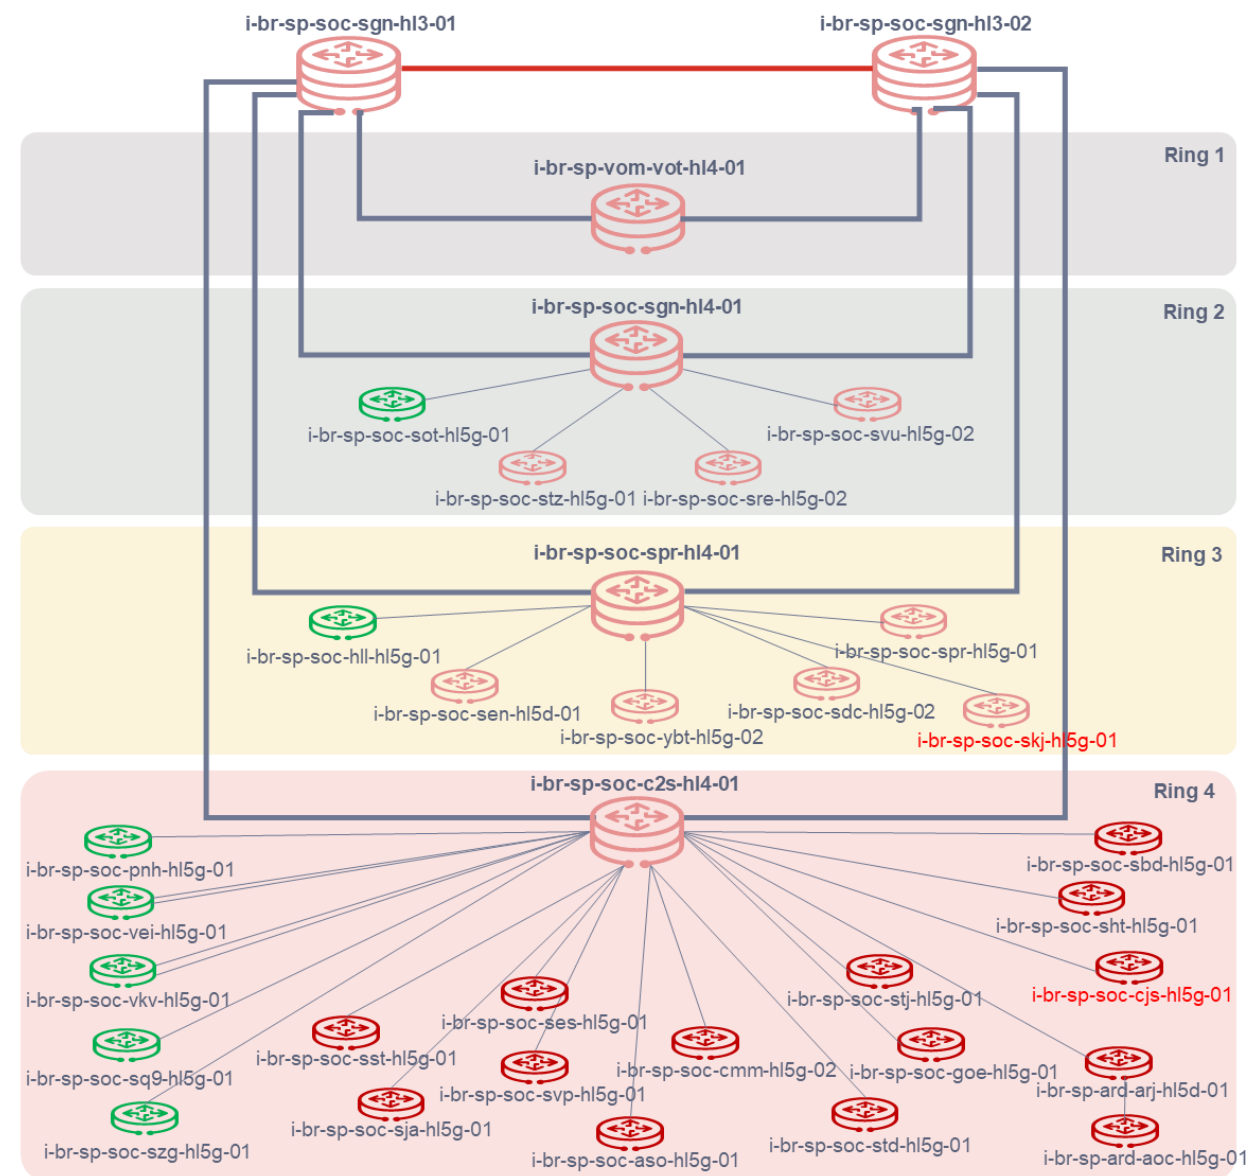 i-br-sp-soc-sgn-hl3-01
i-br-sp-soc-sgn-hl3-02
Ring 1
i-br-sp-vom-vot-hl4-01
i-br-sp-soc-sgn-hl4-01
Ring 2
i-br-sp-soc-sot-hl5g-01
i-br-sp-soc-svu-hl5g-02
i-br-sp-soc-stz-hl5g-01
i-br-sp-soc-sre-hl5g-02
i-br-sp-soc-spr-hl4-01
Ring 3
i-br-sp-soc-hll-hl5g-01
i-br-sp-soc-spr-hl5g-01
i-br-sp-soc-sen-hl5d-01
i-br-sp-soc-sdc-hl5g-02
i-br-sp-soc-ybt-hl5g-02
i-br-sp-soc-skj-hl5g-01
i-br-sp-soc-c2s-hl4-01
Ring 4
i-br-sp-soc-pnh-hl5g-01
i-br-sp-soc-sbd-hl5g-01
i-br-sp-soc-vei-hl5g-01
i-br-sp-soc-sht-hl5g-01
i-br-sp-soc-vkv-hl5g-01
i-br-sp-soc-stj-hl5g-01
i-br-sp-soc-cjs-hl5g-01
i-br-sp-soc-ses-hl5g-01
i-br-sp-soc-sst-hl5g-01
i-br-sp-soc-cmm-hl5g-02
i-br-sp-soc-goe-hl5g-01
i-br-sp-soc-sq9-hl5g-01
i-br-sp-soc-svp-hl5g-01
i-br-sp-ard-arj-hl5d-01
i-br-sp-soc-sja-hl5g-01
i-br-sp-soc-std-hl5g-01
i-br-sp-soc-szg-hl5g-01
i-br-sp-soc-aso-hl5g-01
i-br-sp-ard-aoc-hl5g-01